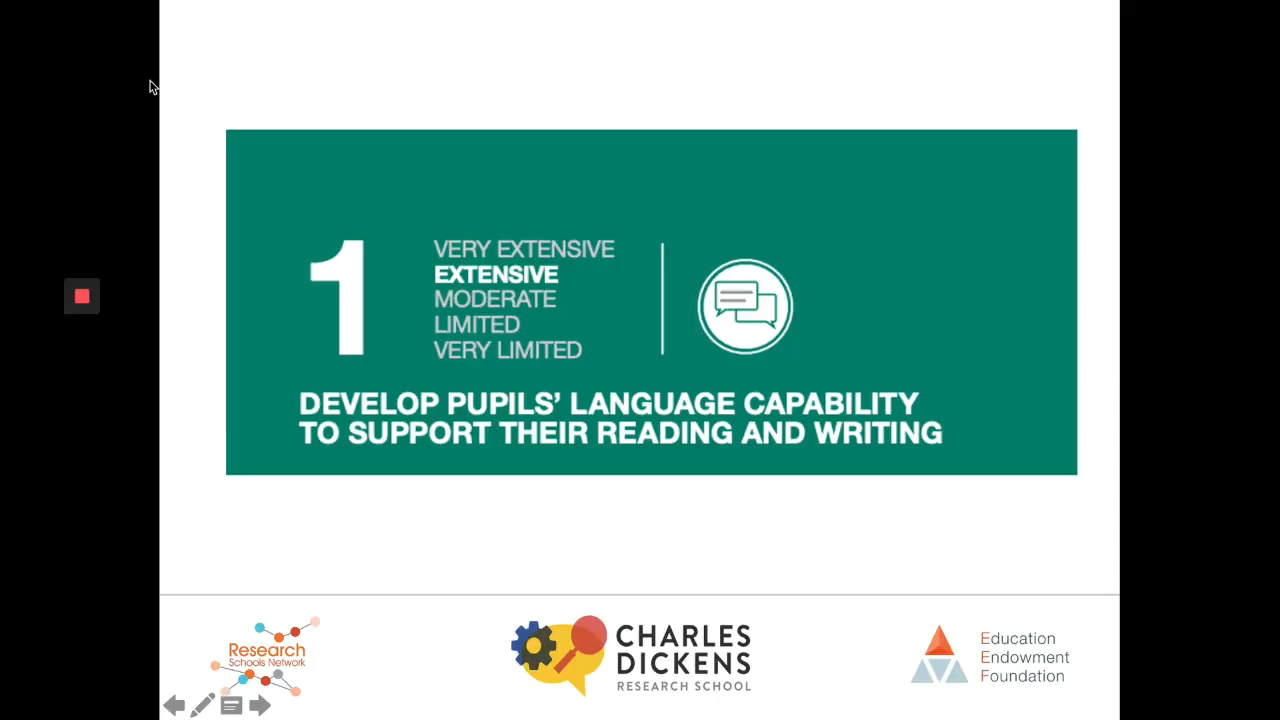 1
VERY EXTENSIVE
EXTENSIVE
MODERATE
LIMITED
VERY LIMITED
DEVELOP PUPILS’ LANGUAGE CAPABILITY
TO SUPPORT THEIR READING AND WRITING
Research
Schools Network
CHARLES
DICKENS
RESEARCH SCHOOL
Education
Endowment
Foundation